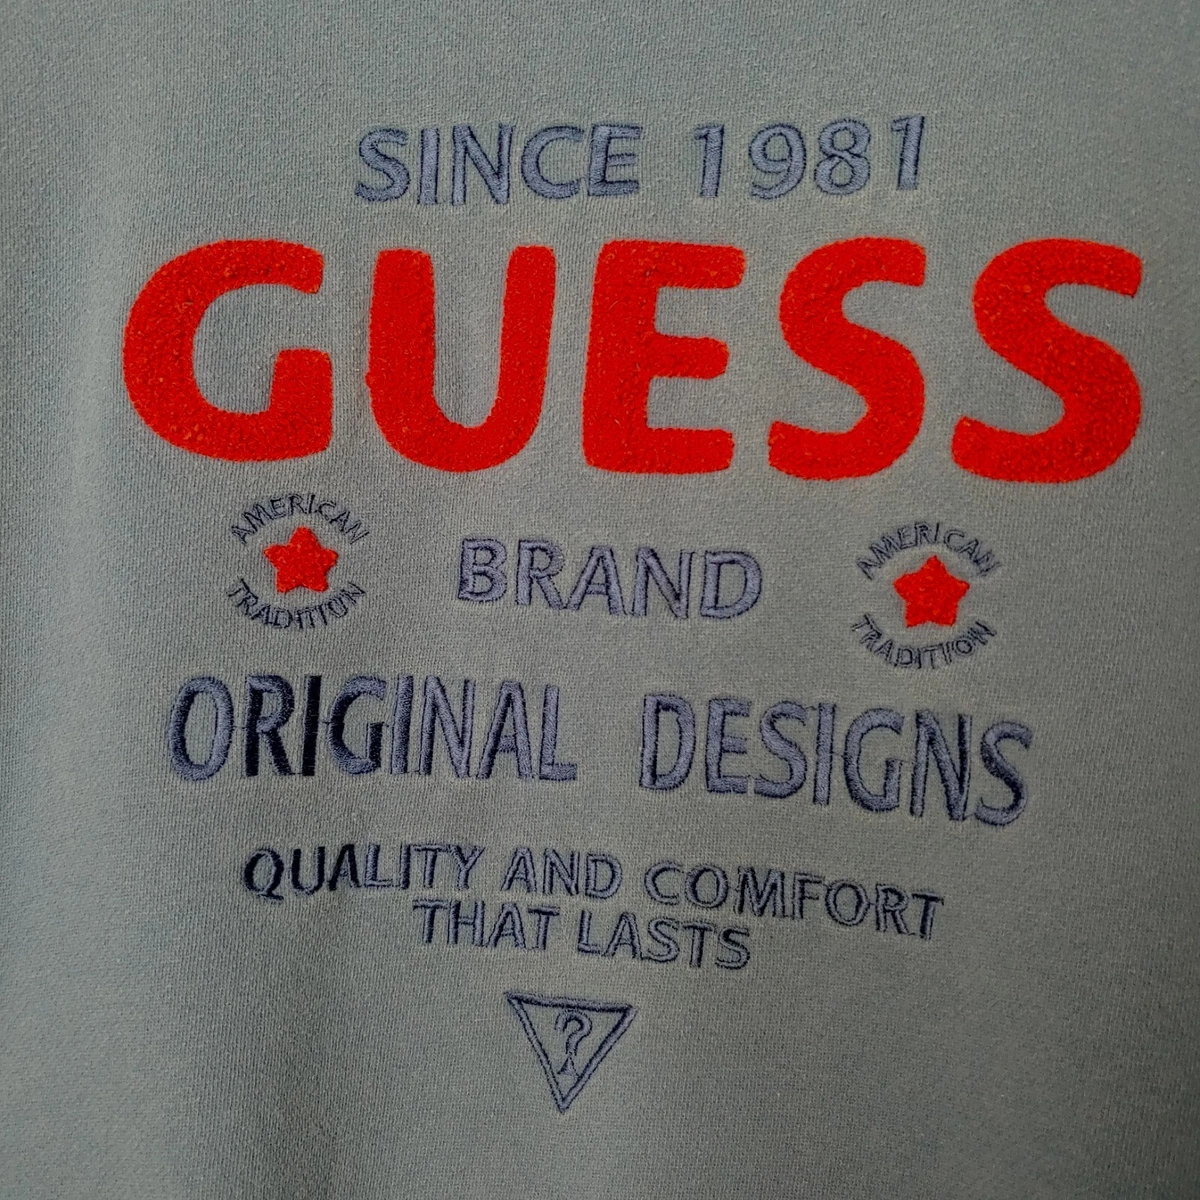 SINCE 1981
GUESS
AMERICAN
TRADITION
BRAND
AMERICAN
TRADITION
ORIGINAL DESIGNS
QUALITY AND COMFORT
THAT LASTS
?